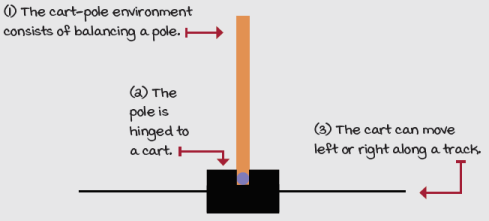 (1) The cart-pole environment
consists of balancing a pole.
(2) The
pole is
hinged to
a cart.
(3) The cart can move
left or right along a track.